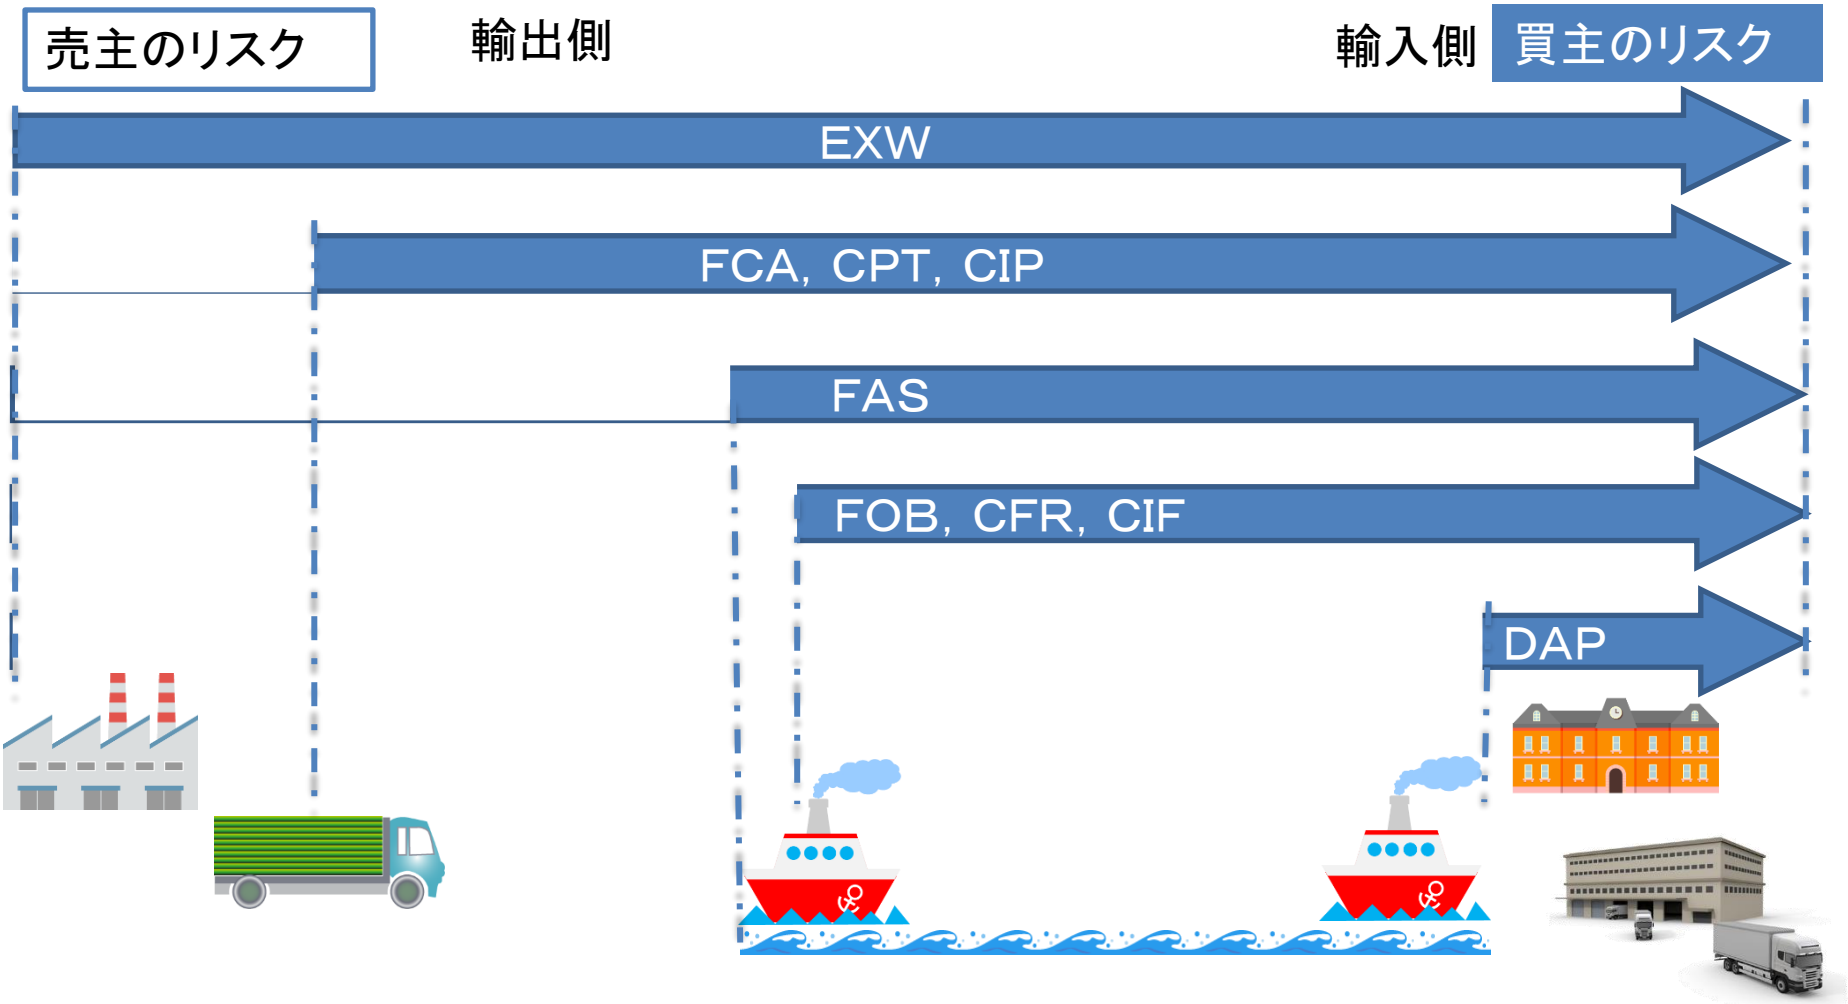 売主のリスク
輸出側
輸入側
買主のリスク
EXW
FCA, CPT, CIP
FAS
FOB, CFR, CIF
DAP